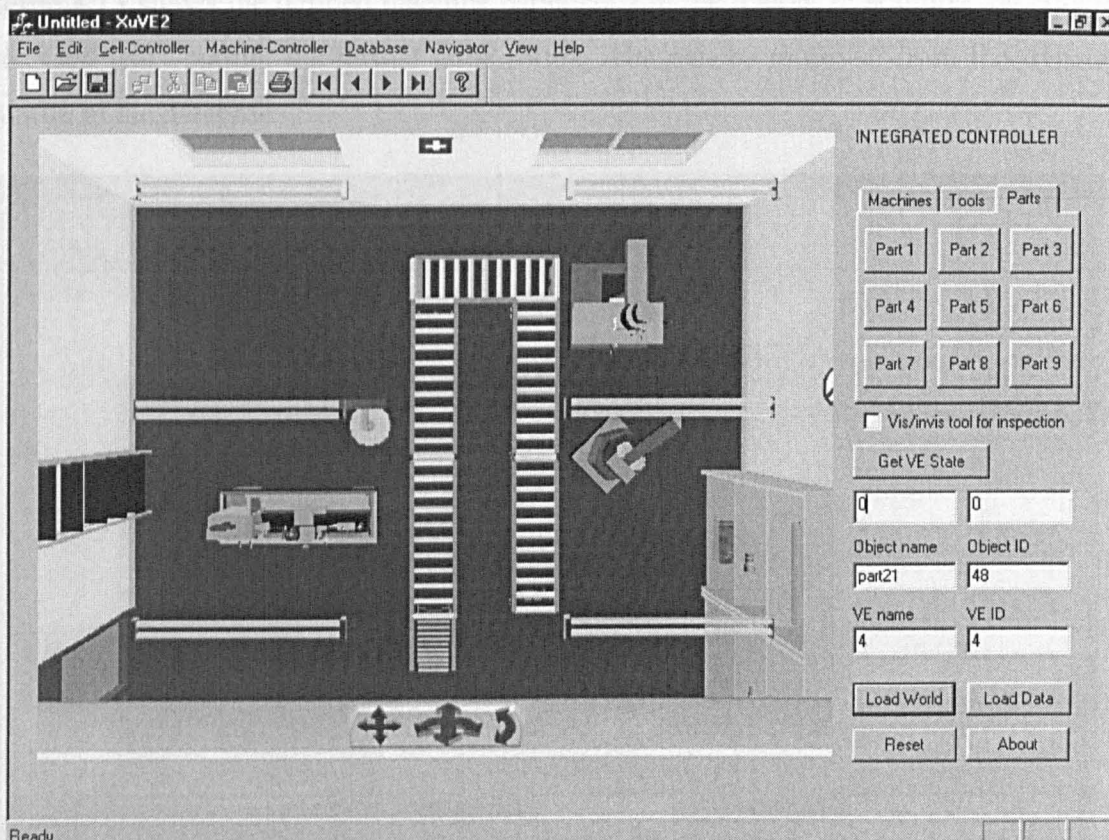 Untitled - XuVE2
File Edit Cell-Controller Machine-Controller Database Navigator View Help
INTEGRATED CONTROLLER
Machines Tools Parts
Part 1 Part 2 Part 3
Part 4 Part 5 Part 6
Part 7 Part 8 Part 9
Vis/invis tool for inspection
Get VE State
0 0
Object name Object ID
part21 48
VE name VE ID
4 4
Load World Load Data
Reset About
Ready